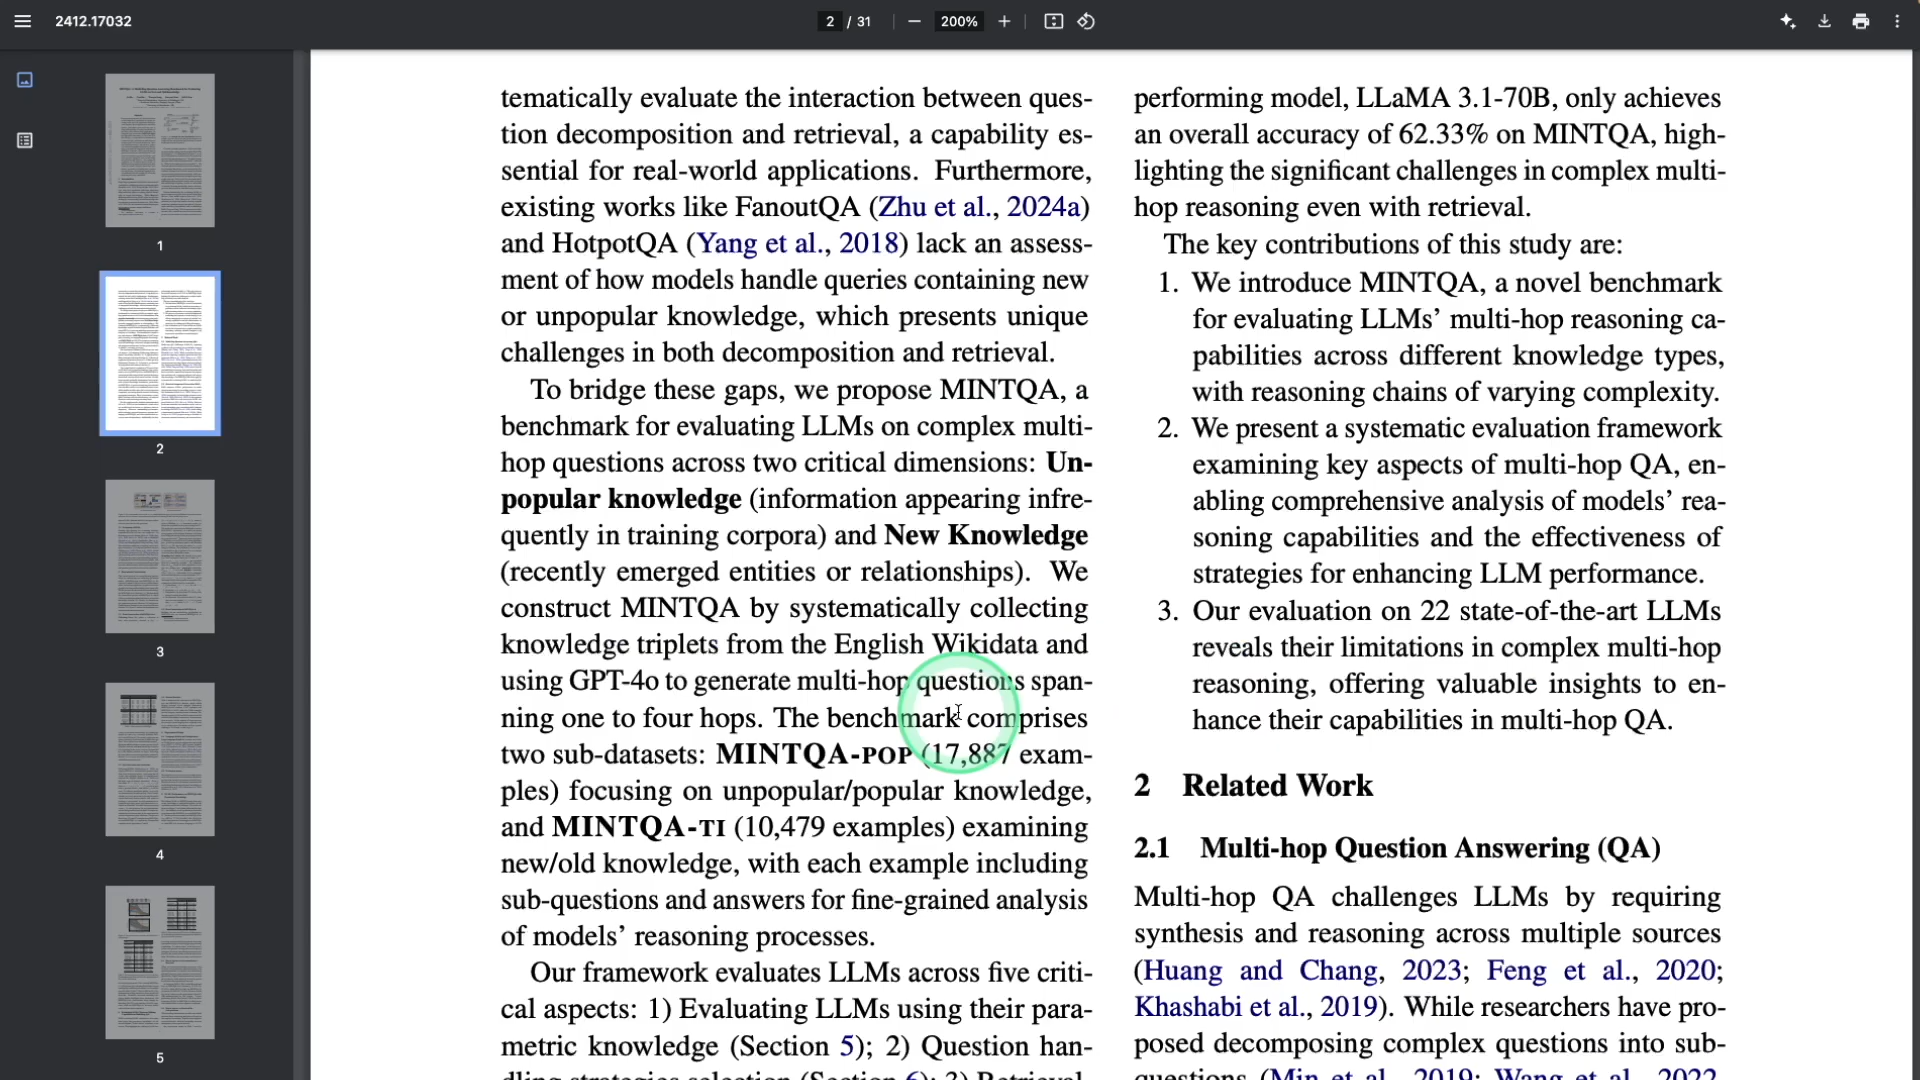 2412.17032
2 / 31
200%
1
2
3
4
5
tematically evaluate the interaction between ques-
tion decomposition and retrieval, a capability es-
sential for real-world applications. Furthermore,
existing works like FanoutQA (Zhu et al., 2024a)
and HotpotQA (Yang et al., 2018) lack an assess-
ment of how models handle queries containing new
or unpopular knowledge, which presents unique
challenges in both decomposition and retrieval.
To bridge these gaps, we propose MINTQA, a
benchmark for evaluating LLMs on complex multi-
hop questions across two critical dimensions: Un-
popular knowledge (information appearing infre-
quently in training corpora) and New Knowledge
(recently emerged entities or relationships). We
construct MINTQA by systematically collecting
knowledge triplets from the English Wikidata and
using GPT-4o to generate multi-hop questions span-
ning one to four hops. The benchmark comprises
two sub-datasets: MINTQA-POP (17,887 exam-
ples) focusing on unpopular/popular knowledge,
and MINTQA-TI (10,479 examples) examining
new/old knowledge, with each example including
sub-questions and answers for fine-grained analysis
of models' reasoning processes.
Our framework evaluates LLMs across five criti-
cal aspects: 1) Evaluating LLMs using their para-
metric knowledge (Section 5); 2) Question han-
dling strategies selection (Section 6); 3) Retrieval
performing model, LLaMA 3.1-70B, only achieves
an overall accuracy of 62.33% on MINTQA, high-
lighting the significant challenges in complex multi-
hop reasoning even with retrieval.
The key contributions of this study are:
1. We introduce MINTQA, a novel benchmark
for evaluating LLMs' multi-hop reasoning ca-
pabilities across different knowledge types,
with reasoning chains of varying complexity.
2. We present a systematic evaluation framework
examining key aspects of multi-hop QA, en-
abling comprehensive analysis of models' rea-
soning capabilities and the effectiveness of
strategies for enhancing LLM performance.
3. Our evaluation on 22 state-of-the-art LLMs
reveals their limitations in complex multi-hop
reasoning, offering valuable insights to en-
hance their capabilities in multi-hop QA.
2 Related Work
2.1 Multi-hop Question Answering (QA)
Multi-hop QA challenges LLMs by requiring
synthesis and reasoning across multiple sources
(Huang and Chang, 2023; Feng et al., 2020;
Khashabi et al., 2019). While researchers have pro-
posed decomposing complex questions into sub-
questions (Min et al., 2019; Wang et al., 2022